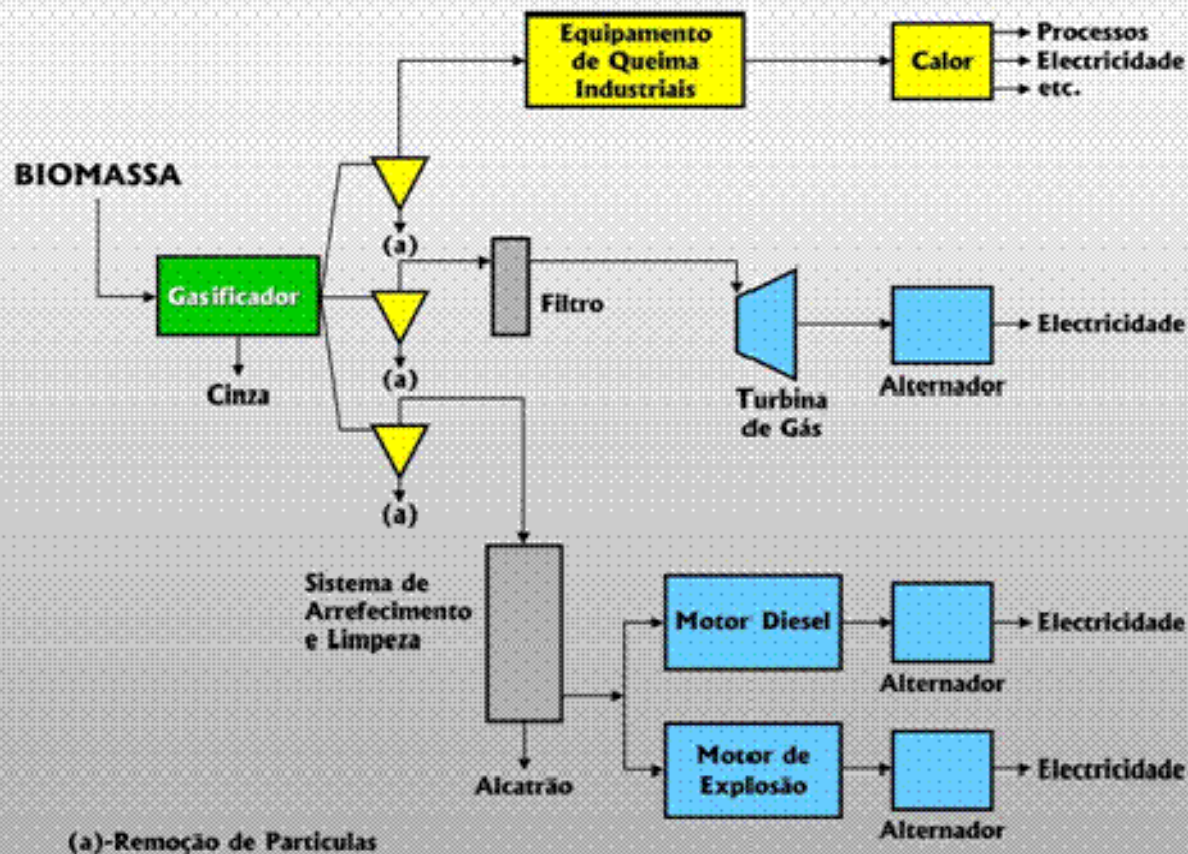 Equipamento
de Queima
Industriais
Calor
Processos
Electricidade
etc.
BIOMASSA
(a)
Gasificador
Cinza
(a)
Filtro
Turbina
de Gás
Alternador
Electricidade
(a)
Sistema de
Arrefecimento
e Limpeza
Alcatrão
Motor Diesel
Alternador
Electricidade
Motor de
Explosão
Alternador
Electricidade
(a)-Remoção de Particulas